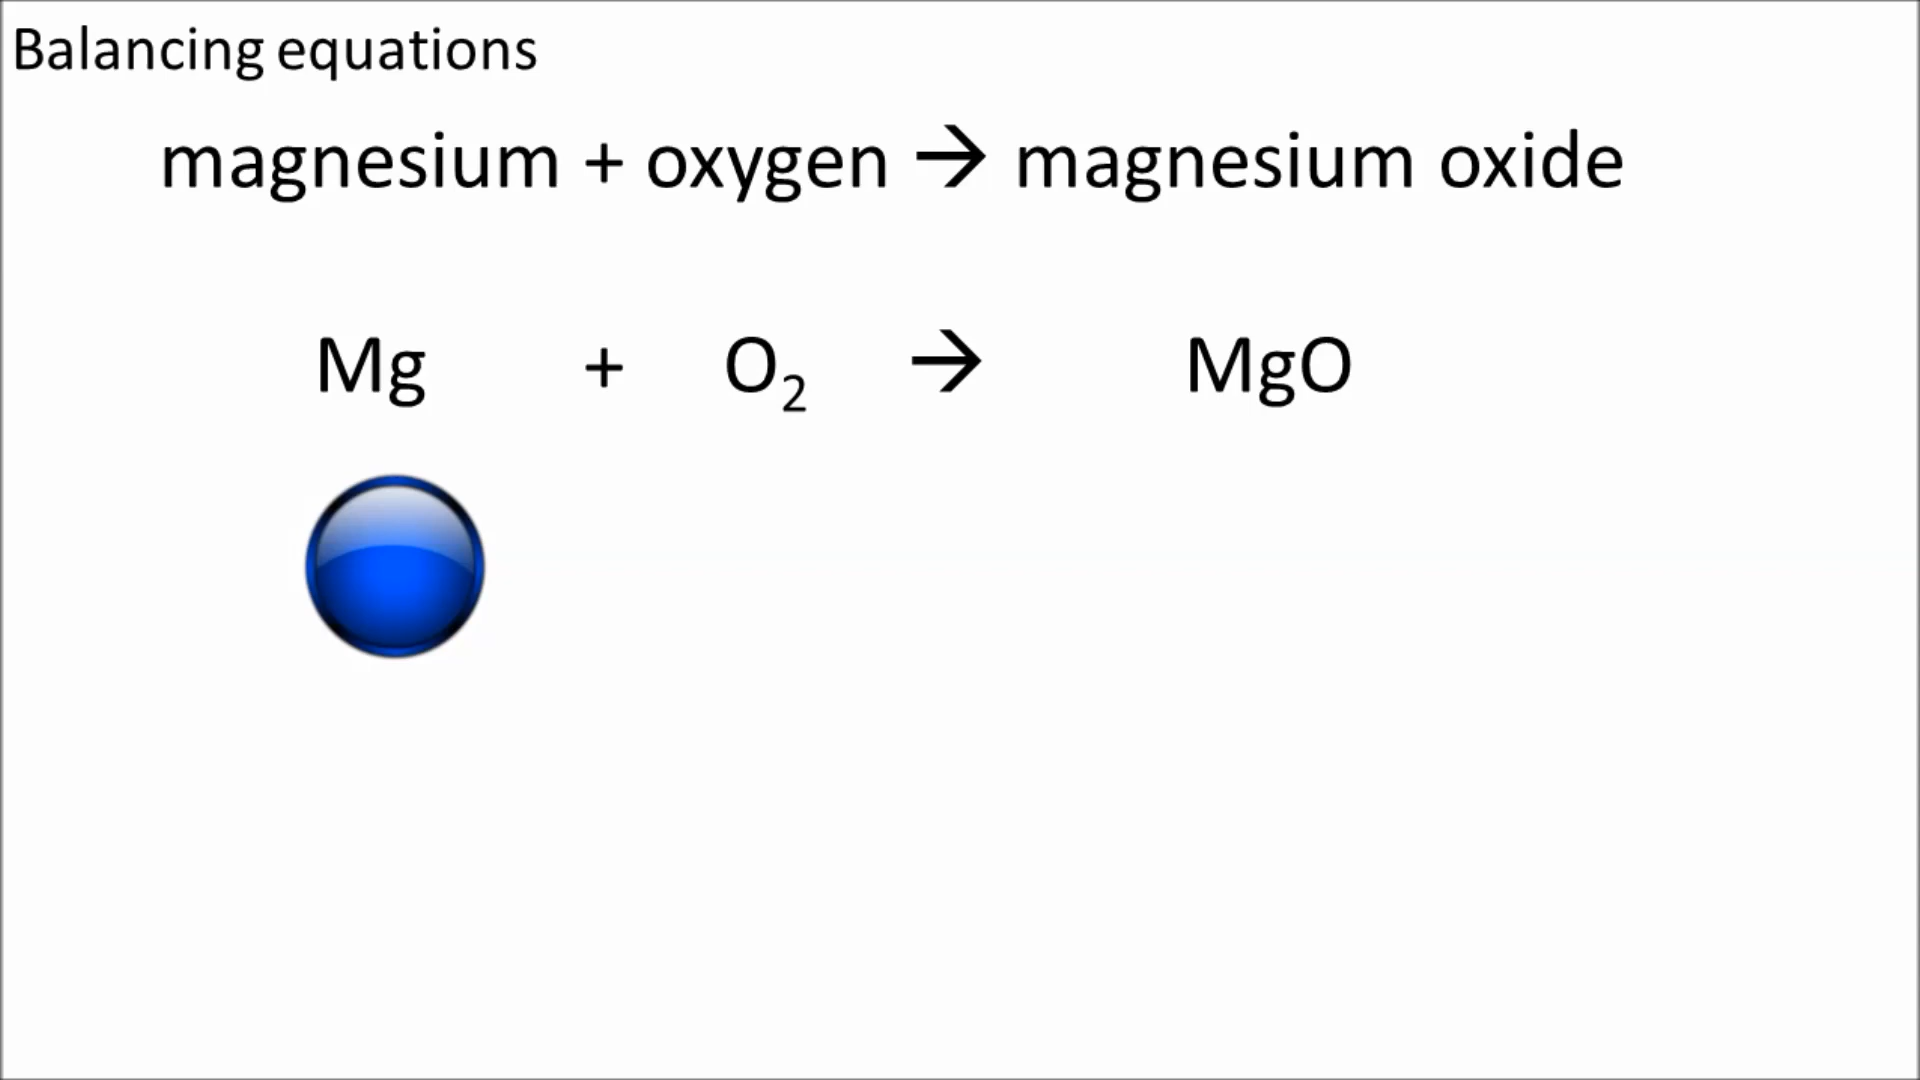 Balancing equations
magnesium + oxygen → magnesium oxide
Mg + O₂ → MgO